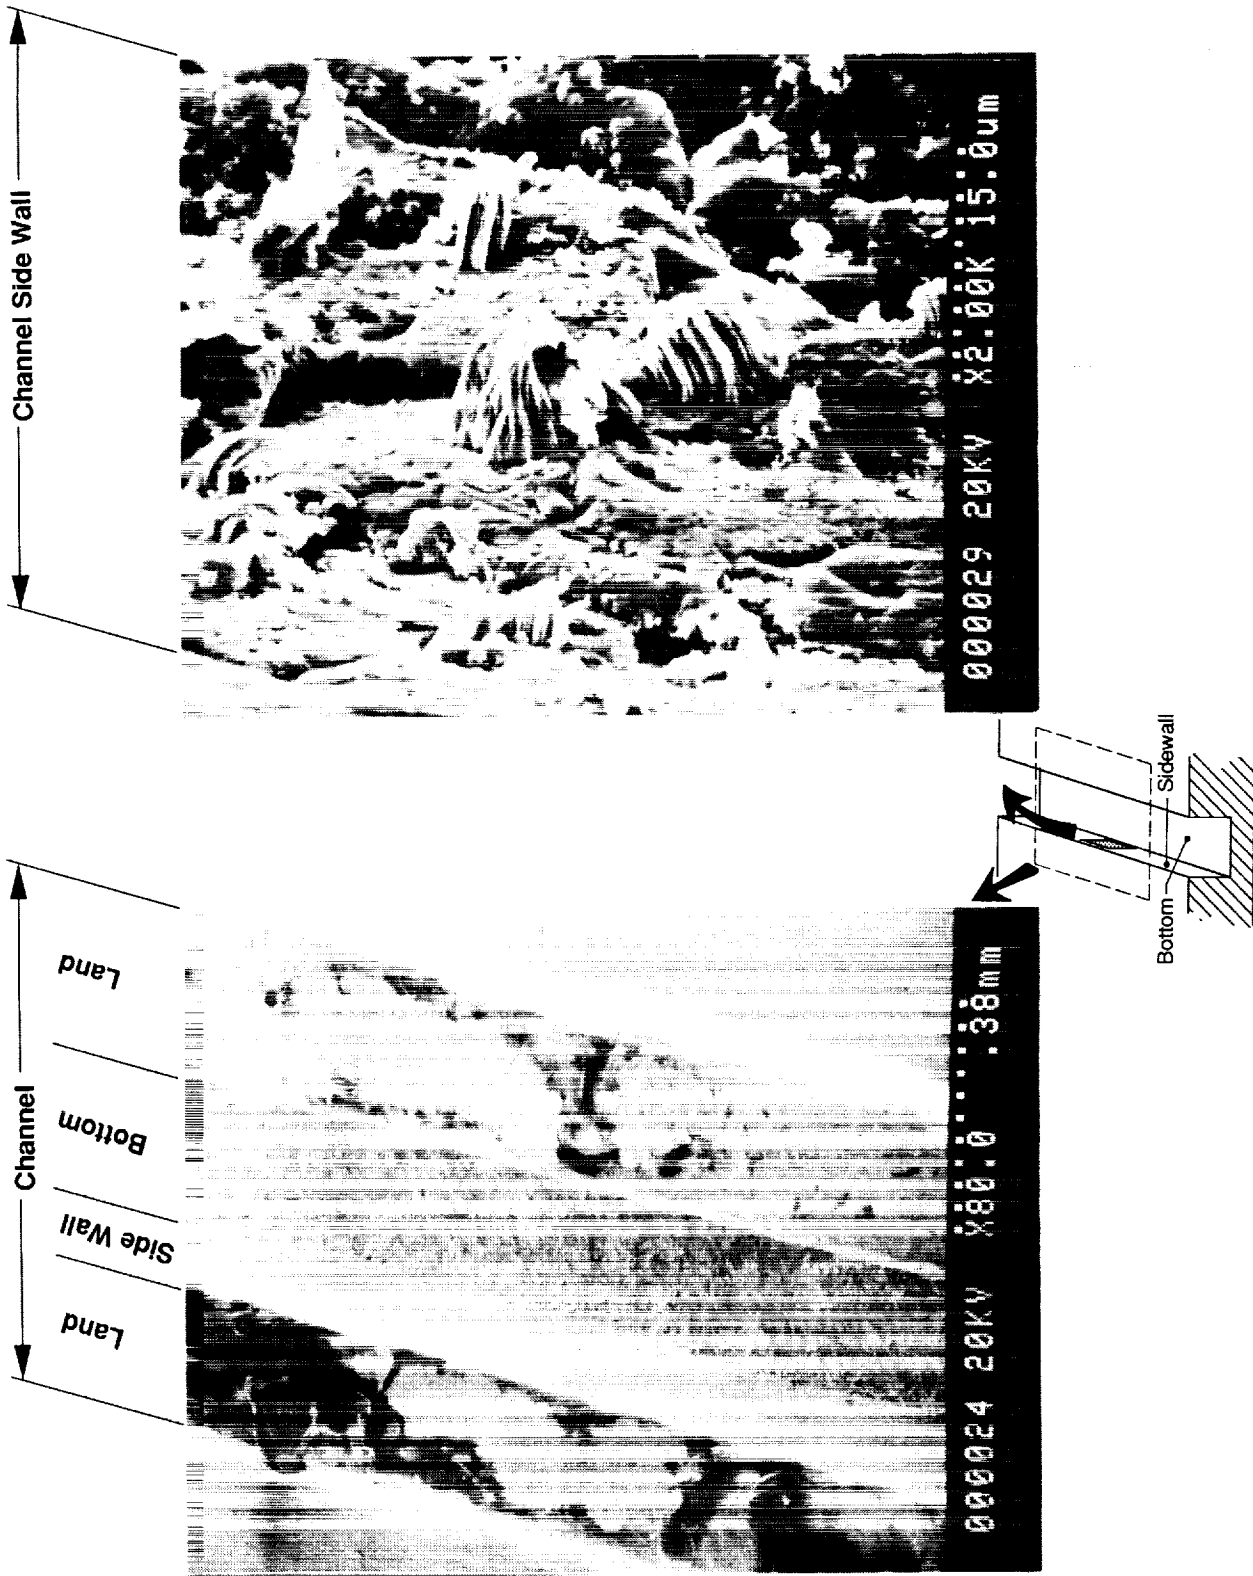 Channel
Land
Side Wall
Bottom
Land
000024 20KV X80.0 .38mm
Channel Side Wall
000029 20KV X2.00K 15.0um
Bottom
Sidewall